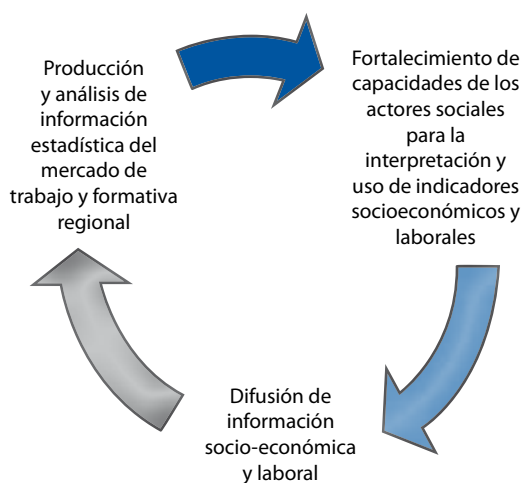 Producción
y análisis de
información
estadística del
mercado de
trabajo y formativa
regional
Fortalecimiento de
capacidades de los
actores sociales
para la
interpretación y
uso de indicadores
socioeconómicos y
laborales
Difusión de
información
socio-económica
y laboral